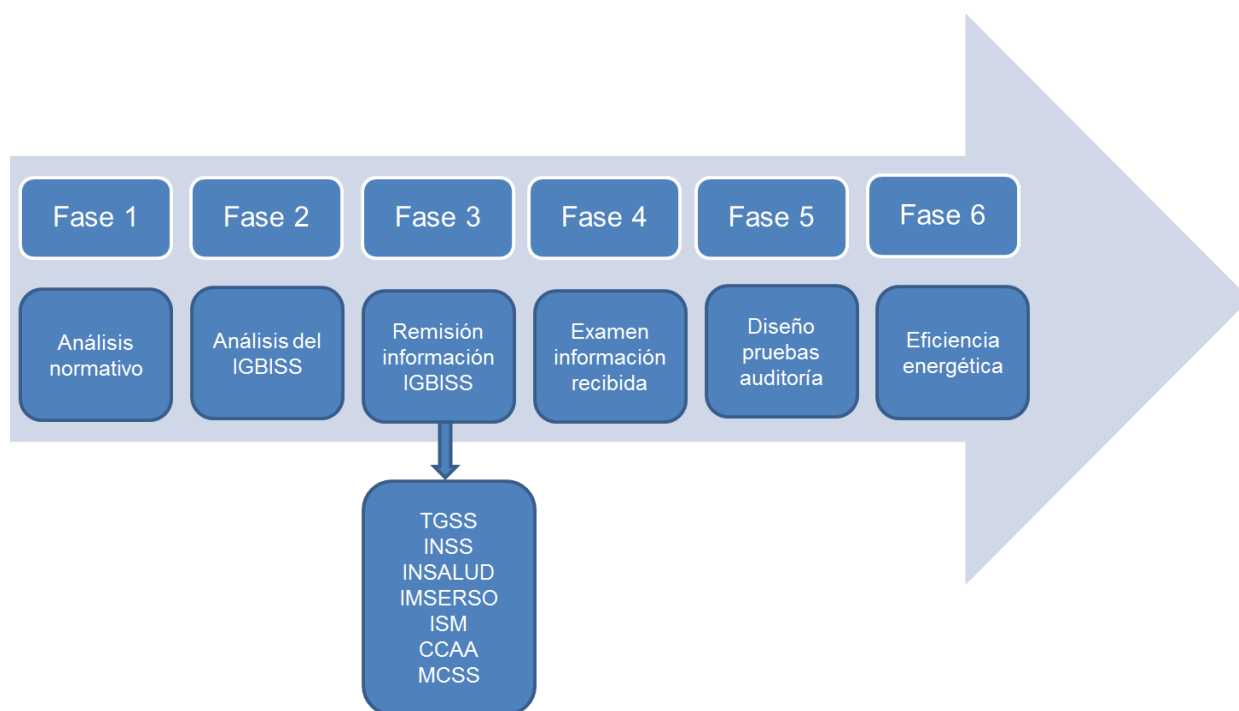 Fase 1
Fase 2
Fase 3
Fase 4
Fase 5
Fase 6
Análisis
normativo
Análisis del
IGBISS
Remisión
información
IGBISS
Examen
información
recibida
Diseño
pruebas
auditoría
Eficiencia
energética
TGSS
INSS
INSALUD
IMSERSO
ISM
CCAA
MCSS